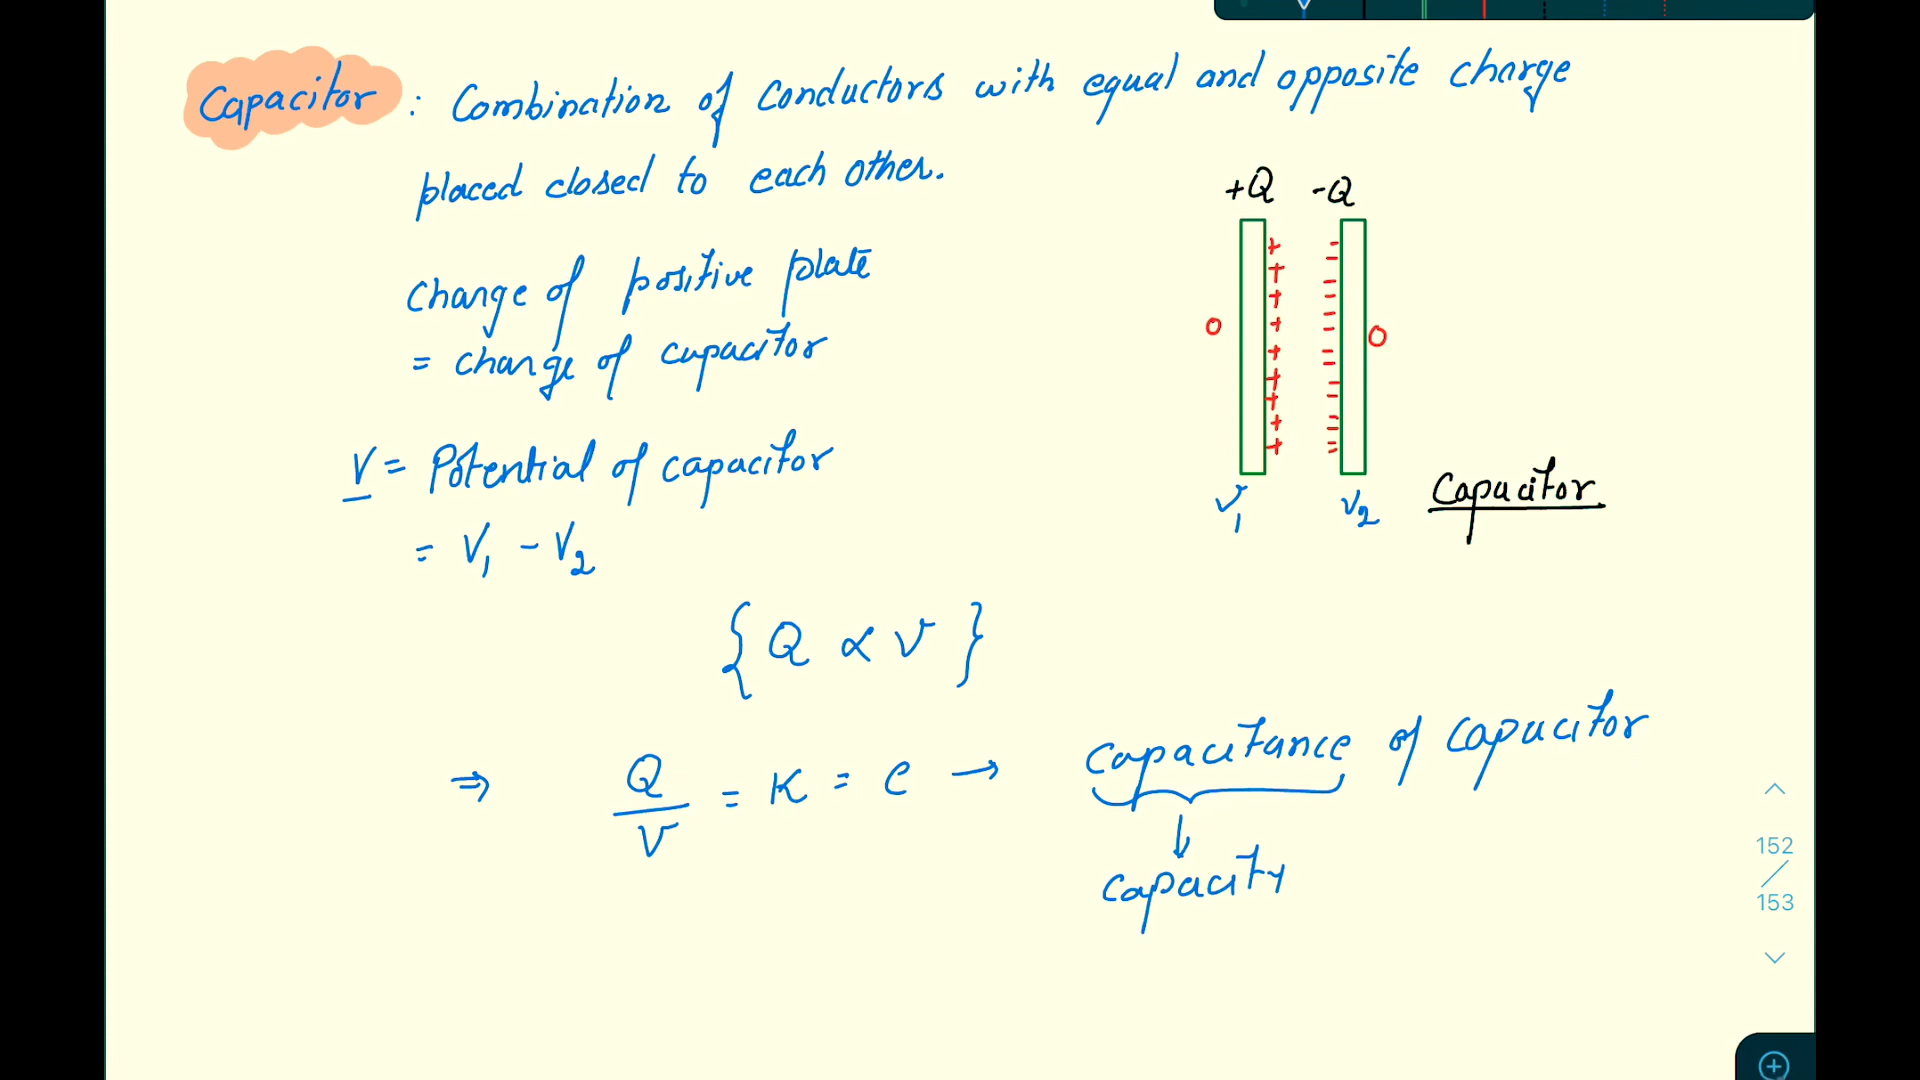 Capacitor : Combination of conductors with equal and opposite charge
placed closed to each other.
+Q -Q
charge of positive plate
= charge of capacitor
V = Potential of capacitor
= V1 - V2
O O
V1 V2
Capacitor
{ Q ∝ V }
⇒ Q/V = K = C → Capacitance of capacitor
↓
capacity
152
/
153